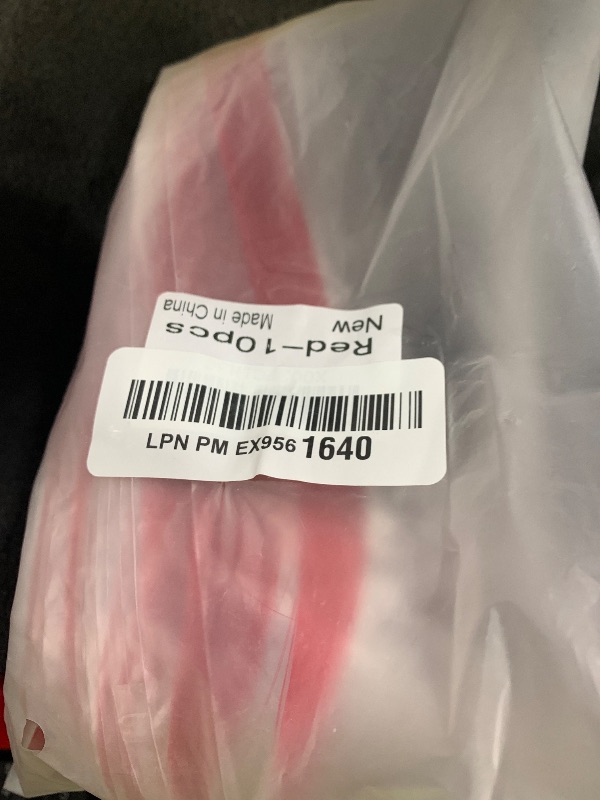 LPN PM EX956 1640
Red-10pcs
New
Made in China